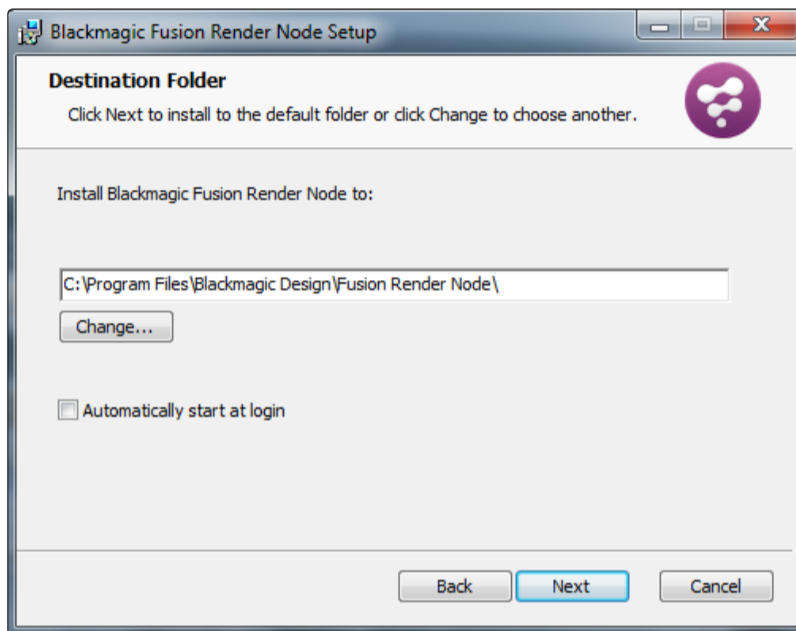 Blackmagic Fusion Render Node Setup
Destination Folder
Click Next to install to the default folder or click Change to choose another.
Install Blackmagic Fusion Render Node to:
C:\Program Files\Blackmagic Design\Fusion Render Node\
Change...
Automatically start at login
Back Next Cancel